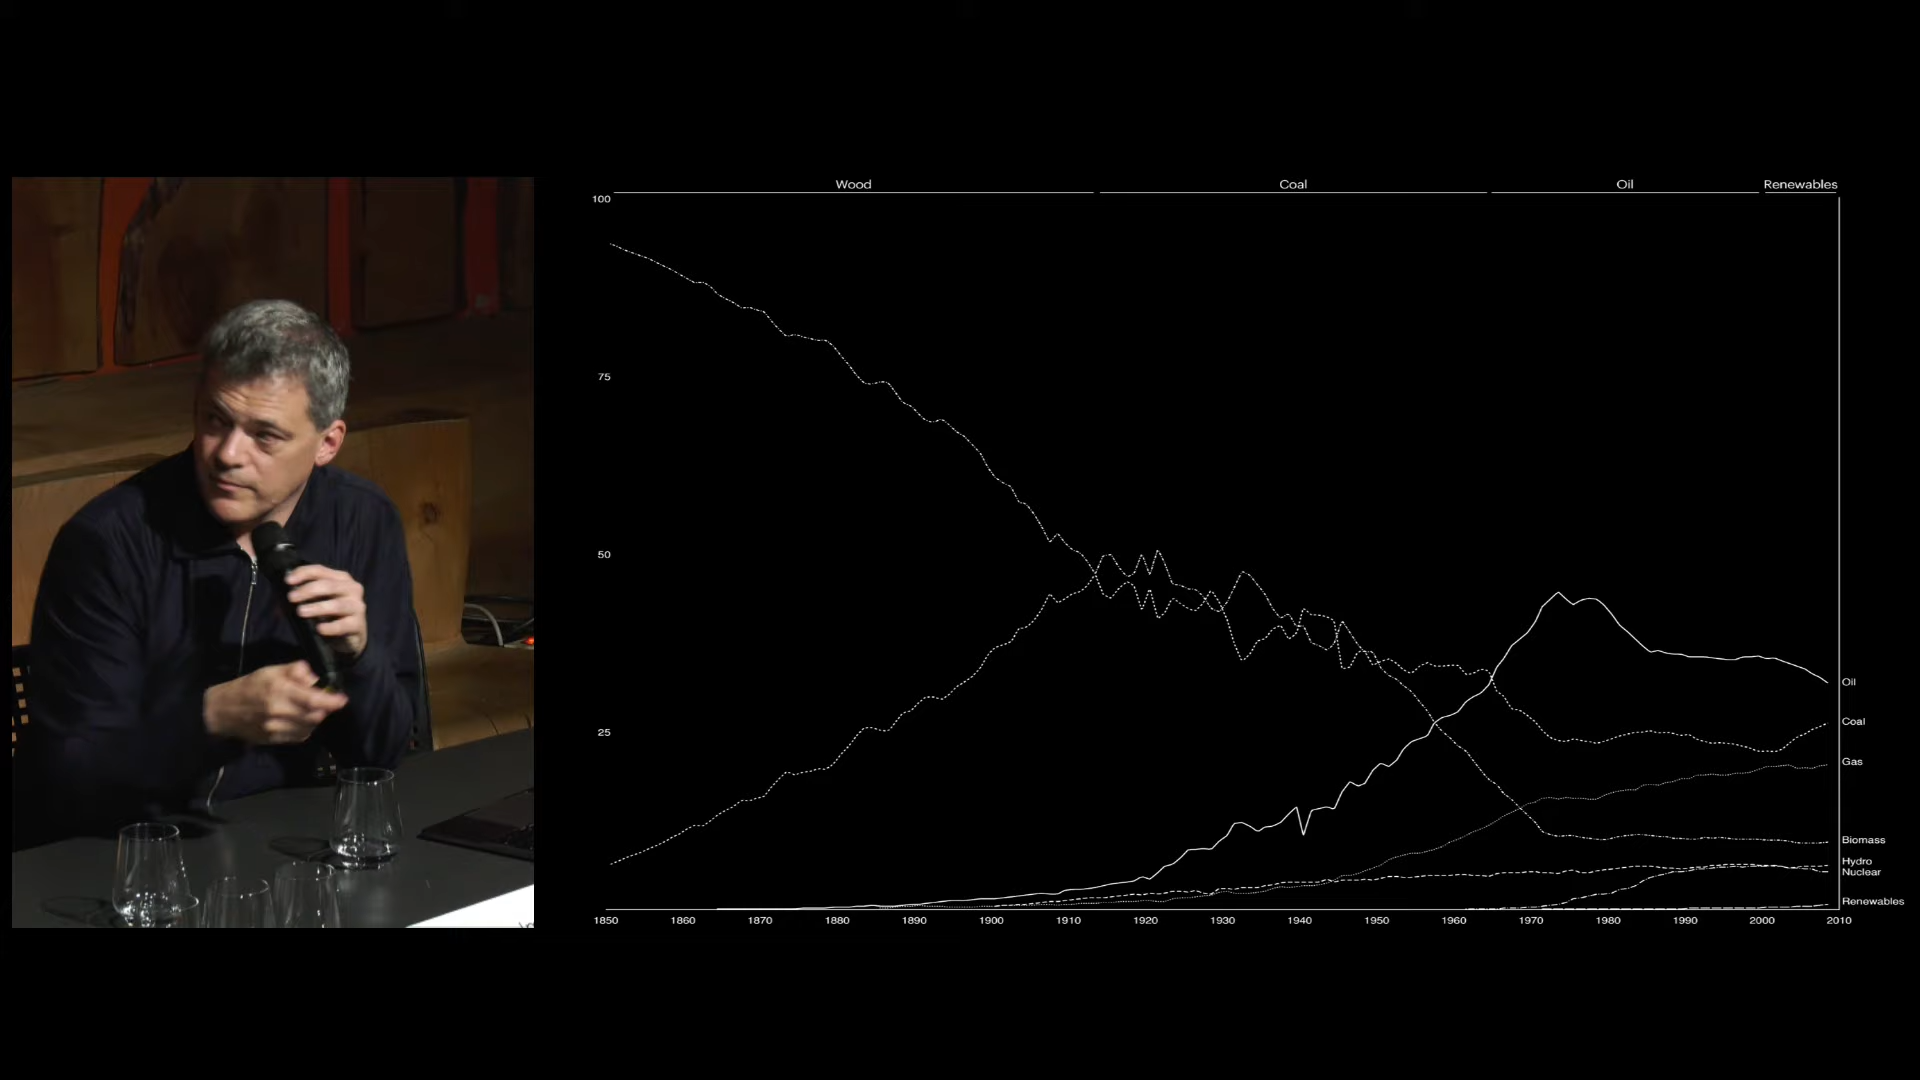 Wood Coal Oil Renewables
100
75
50
25
Oil
Coal
Gas
Biomass
Hydro
Nuclear
Renewables
1850 1860 1870 1880 1890 1900 1910 1920 1930 1940 1950 1960 1970 1980 1990 2000 2010